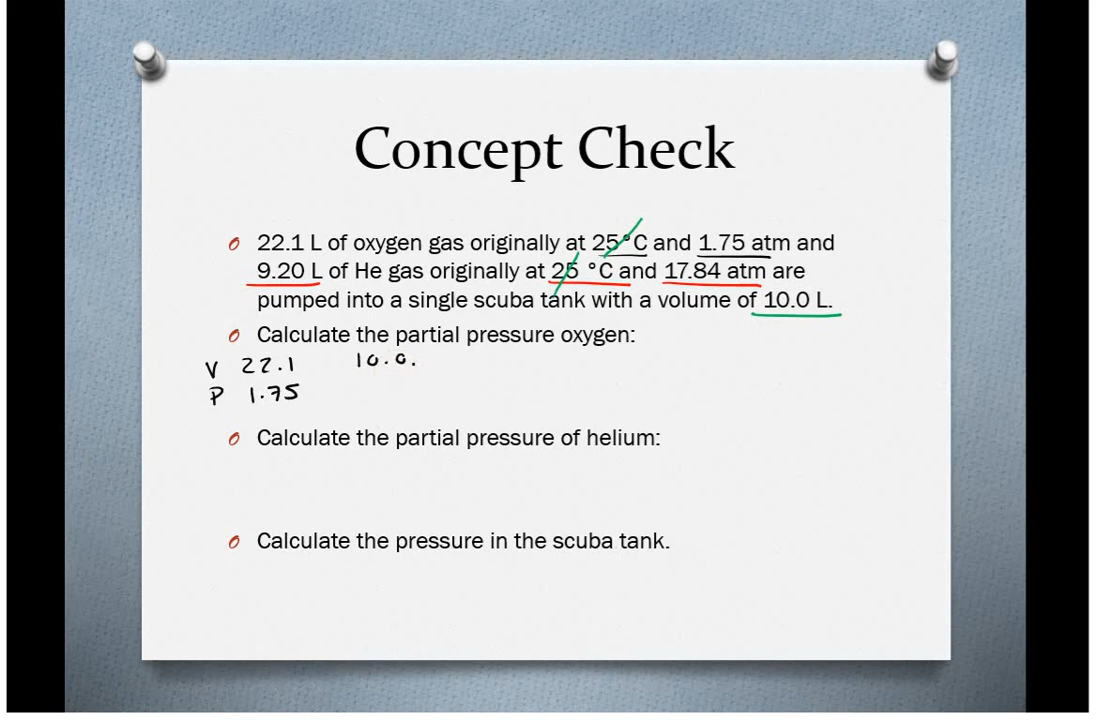 Concept Check
22.1 L of oxygen gas originally at 25°C and 1.75 atm and
9.20 L of He gas originally at 25 °C and 17.84 atm are
pumped into a single scuba tank with a volume of 10.0 L.
Calculate the partial pressure oxygen:
V 22.1 10.0.
P 1.75
Calculate the partial pressure of helium:
Calculate the pressure in the scuba tank.